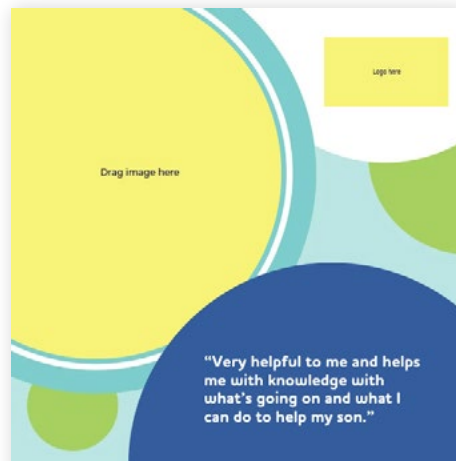 Logo here
Drag image here
“Very helpful to me and helps
me with knowledge with
what’s going on and what I
can do to help my son.”